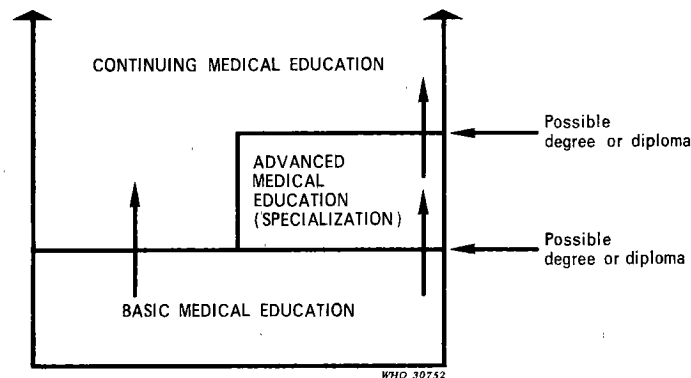 CONTINUING MEDICAL EDUCATION
Possible
degree or diploma
ADVANCED
MEDICAL
EDUCATION
(SPECIALIZATION)
Possible
degree or diploma
BASIC MEDICAL EDUCATION
WHO 30752